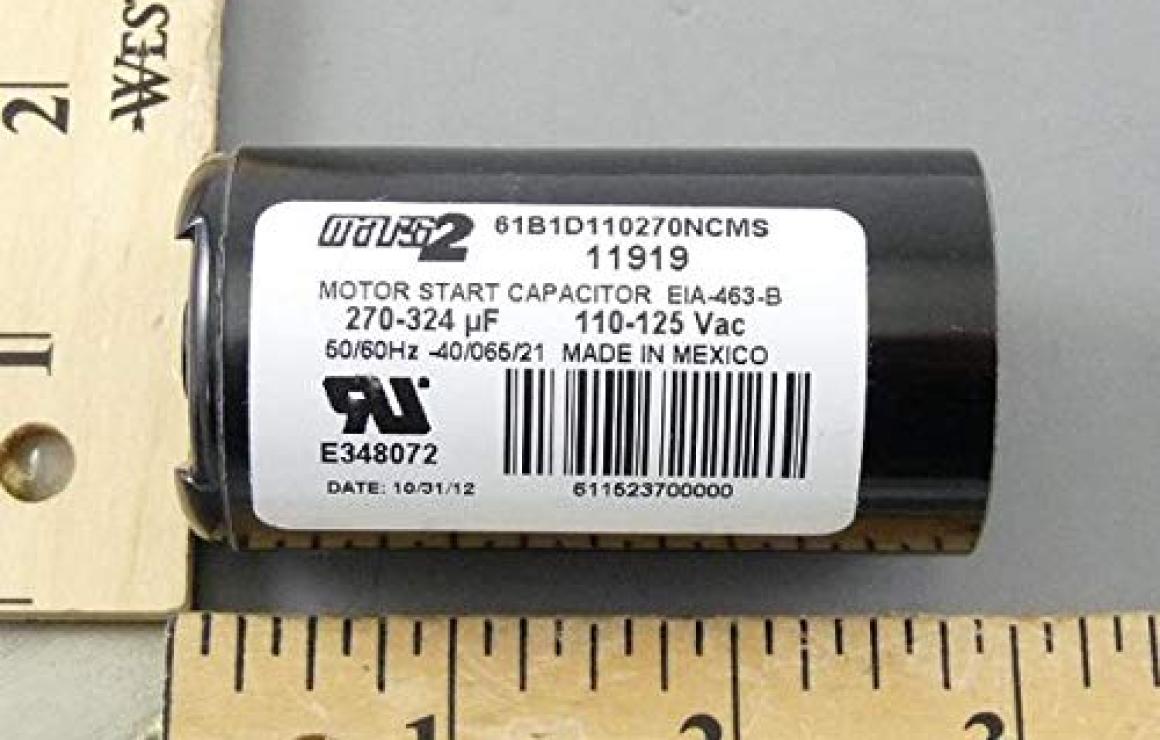 WES
2
1
mars2 61B1D110270NCMS
11919
MOTOR START CAPACITOR EIA-463-B
270-324 µF 110-125 Vac
50/60Hz -40/065/21 MADE IN MEXICO
RU
E348072
DATE: 10/31/12
611523700000
1 2 3